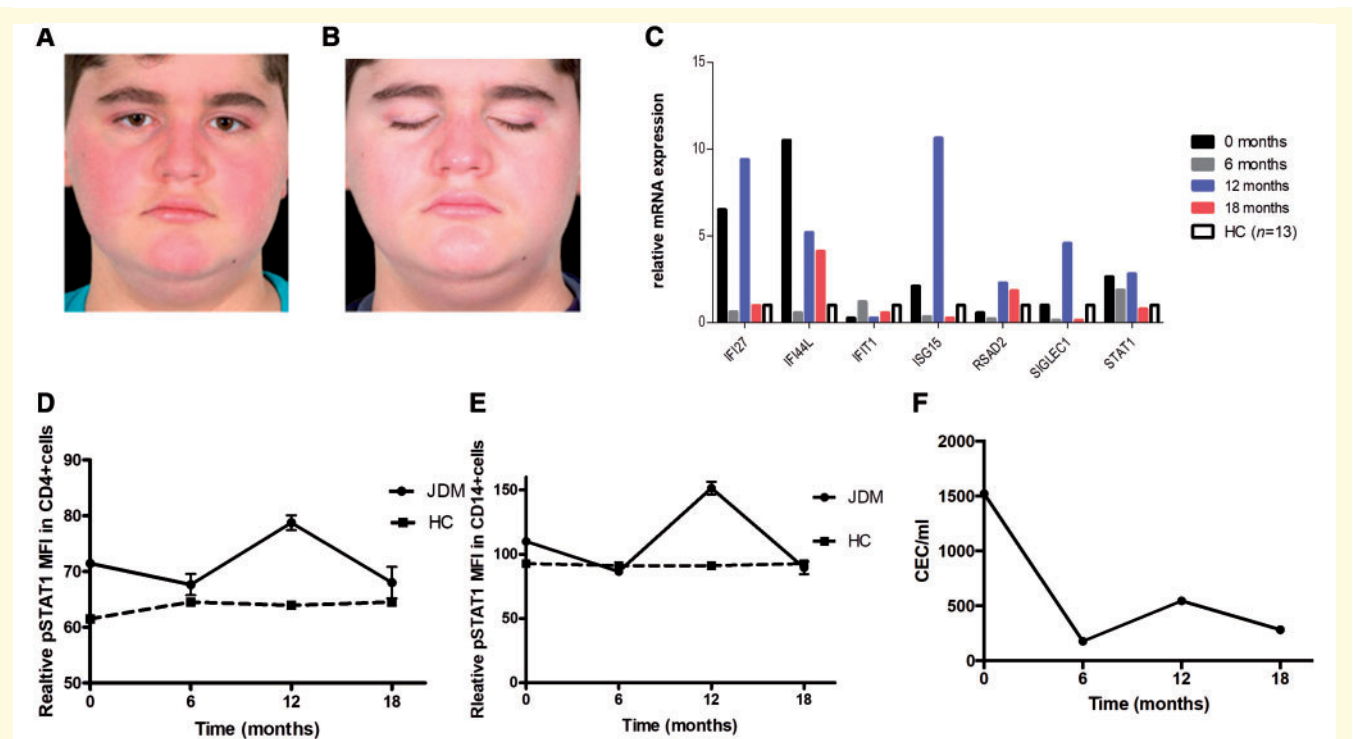 A
B
C
relative mRNA expression
15
10
5
0
IFI27
IFI44L
IFIT1
ISG15
RSAD2
SIGLEC1
STAT1
0 months
6 months
12 months
18 months
HC (n=13)
D
Realtive pSTAT1 MFI in CD4+cells
90
80
70
60
50
0
6
12
18
Time (months)
JDM
HC
E
Rleative pSTAT1 MFI in CD14+cells
150
100
50
0
0
6
12
18
Time (months)
JDM
HC
F
CEC/ml
2000
1500
1000
500
0
0
6
12
18
Time (months)